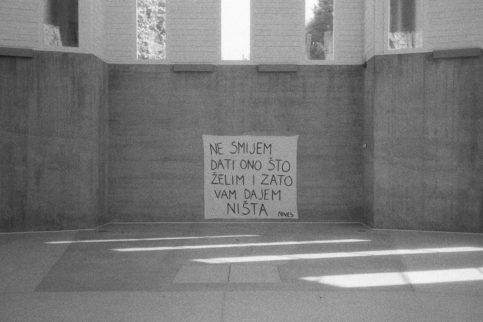 NE SMIJEM
DATI ONO ŠTO
ŽELIM I ZATO
VAM DAJEM
NIŠTA